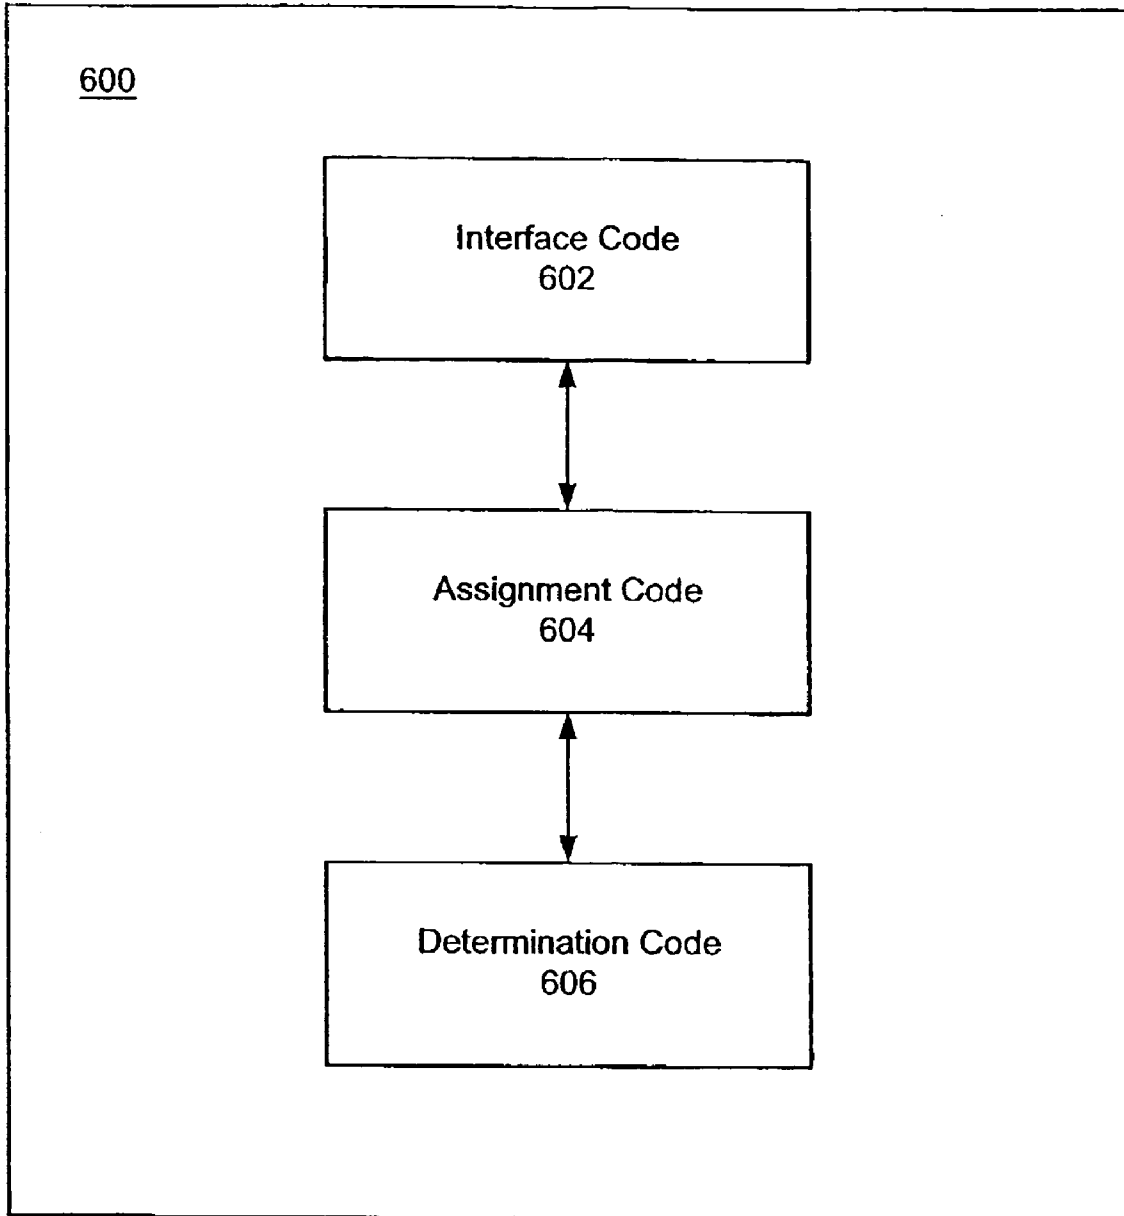 600
Interface Code
602
Assignment Code
604
Determination Code
606